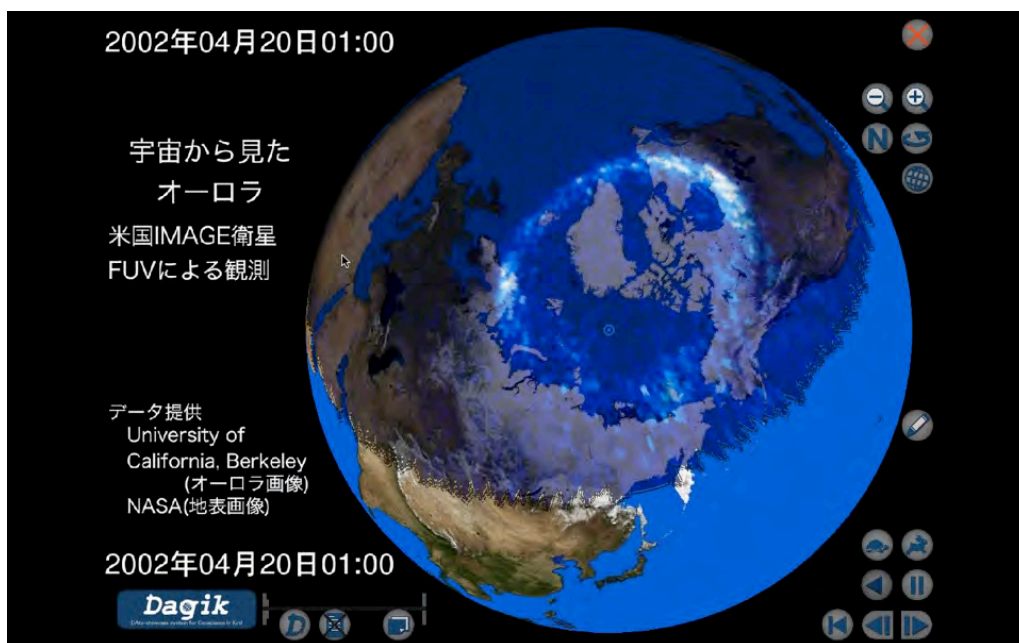 2002年04月20日01:00
宇宙から見た
オーロラ
米国IMAGE衛星
FUVによる観測
データ提供
University of
California, Berkeley
(オーロラ画像)
NASA(地表画像)
2002年04月20日01:00
Dagik
N
D